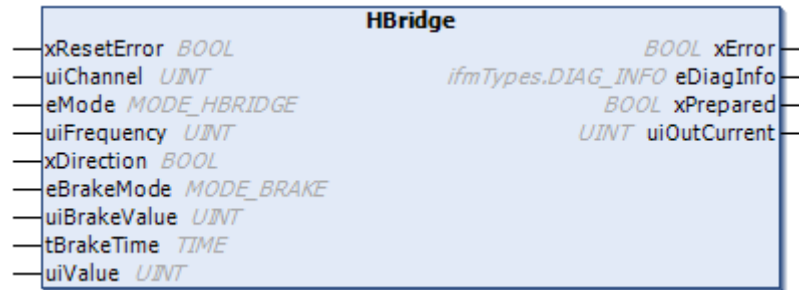 HBridge
xResetError BOOL BOOL xError
uiChannel UINT ifmTypes.DIAG_INFO eDiagInfo
eMode MODE_HBRIDGE BOOL xPrepared
uiFrequency UINT UINT uiOutCurrent
xDirection BOOL
eBrakeMode MODE_BRAKE
uiBrakeValue UINT
tBrakeTime TIME
uiValue UINT